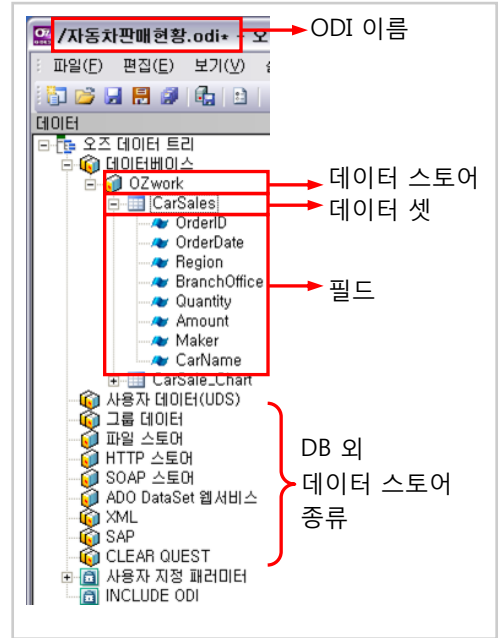 /자동차판매현황.odi* - 오
ODI 이름
파일(F) 편집(E) 보기(V)
데이터
오즈 데이터 트리
데이터베이스
OZwork
데이터 스토어
CarSales
데이터 셋
OrderID
OrderDate
Region
BranchOffice
필드
Quantity
Amount
Maker
CarName
CarSale_Chart
사용자 데이터(UDS)
그룹 데이터
파일 스토어
HTTP 스토어
SOAP 스토어
ADO DataSet 웹서비스
XML
SAP
CLEAR QUEST
DB 외
데이터 스토어
종류
사용자 지정 패러미터
INCLUDE ODI